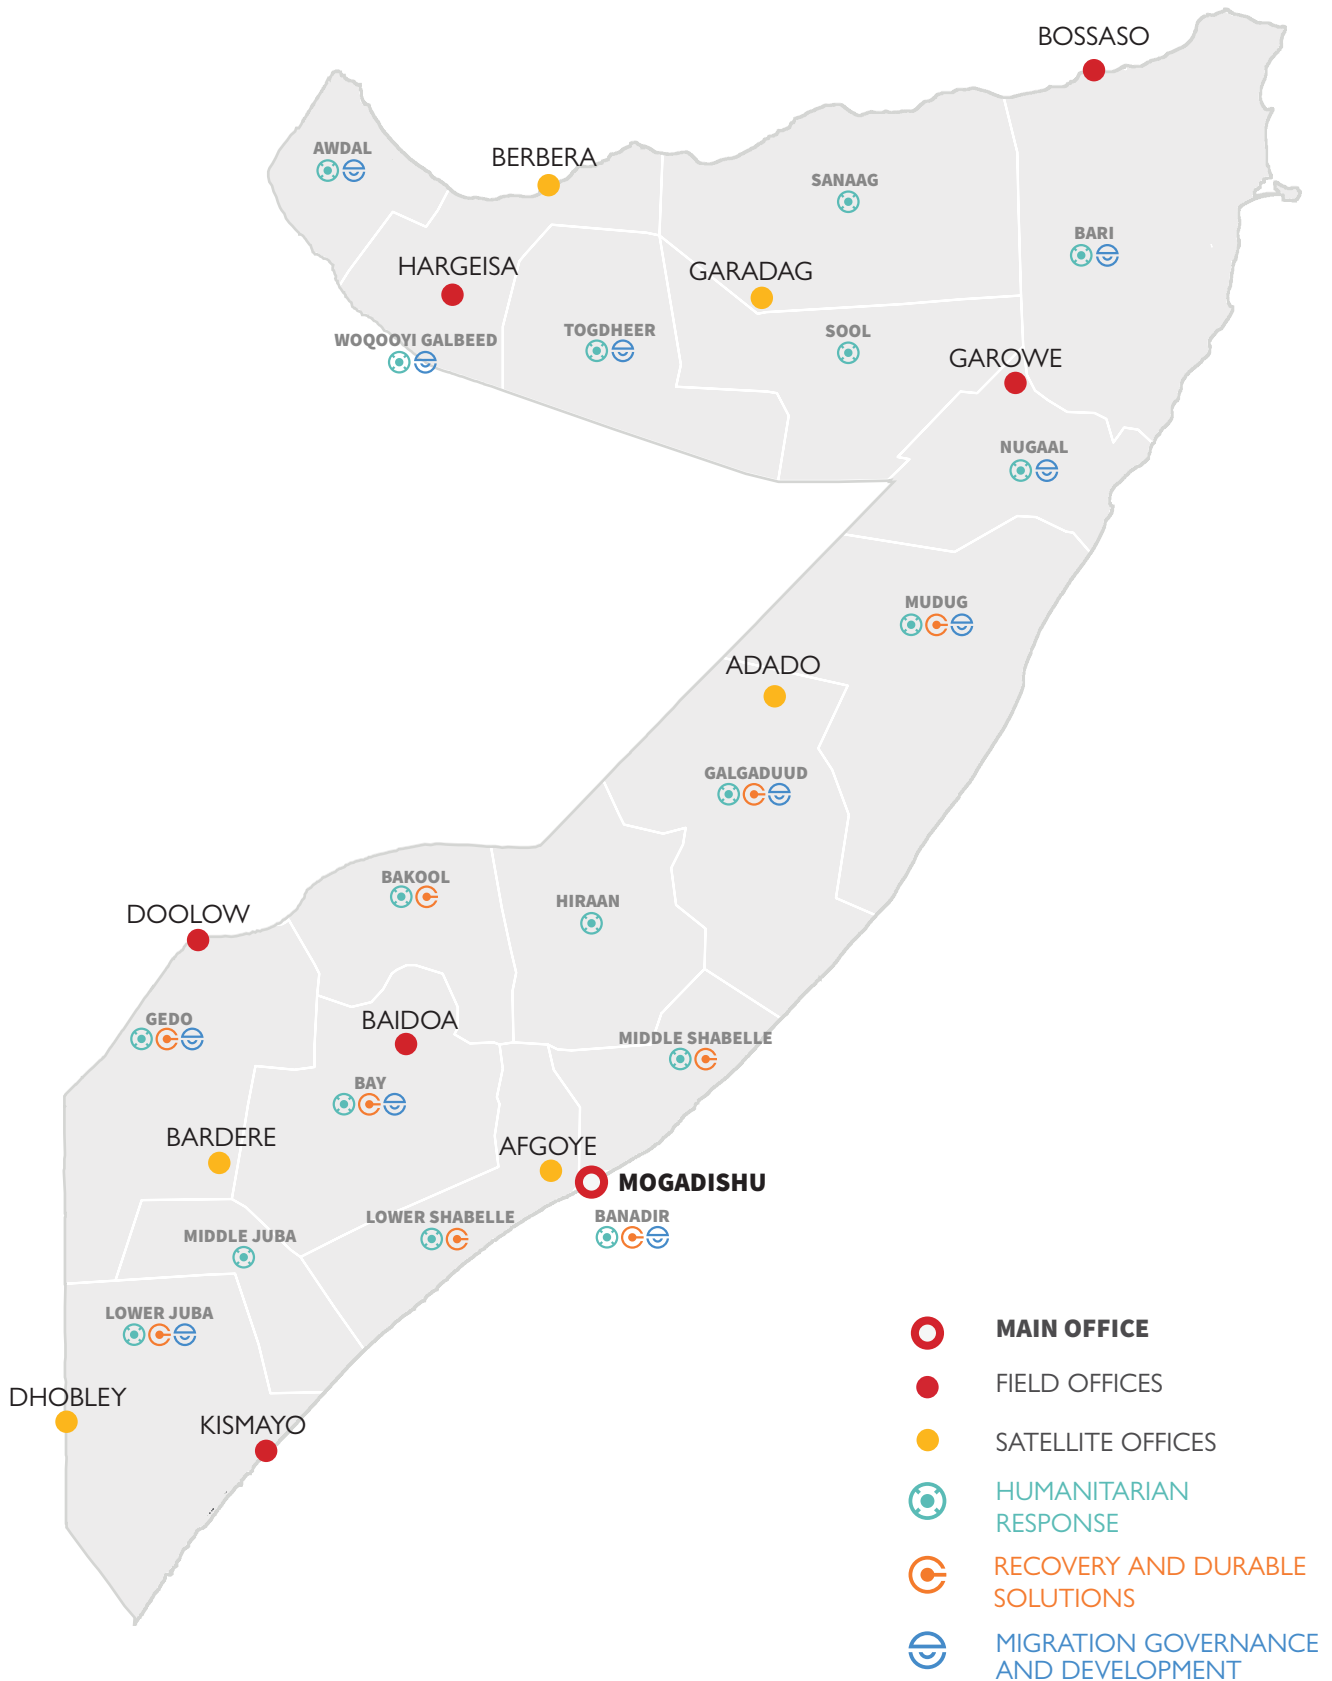 BOSSASO
AWDAL
BERBERA
SANAAG
BARI
HARGEISA
GARADAG
WOQOOYI GALBEED
TOGDHEER
SOOL
GAROWE
NUGAAL
MUDUG
ADADO
GALGADUUD
BAKOOL
HIRAAN
DOOLOW
GEDO
BAIDOA
MIDDLE SHABELLE
BAY
BARDERE
AFGOYE
MOGADISHU
LOWER SHABELLE
BANADIR
MIDDLE JUBA
LOWER JUBA
DHOBLEY
KISMAYO
MAIN OFFICE
FIELD OFFICES
SATELLITE OFFICES
HUMANITARIAN
RESPONSE
RECOVERY AND DURABLE
SOLUTIONS
MIGRATION GOVERNANCE
AND DEVELOPMENT